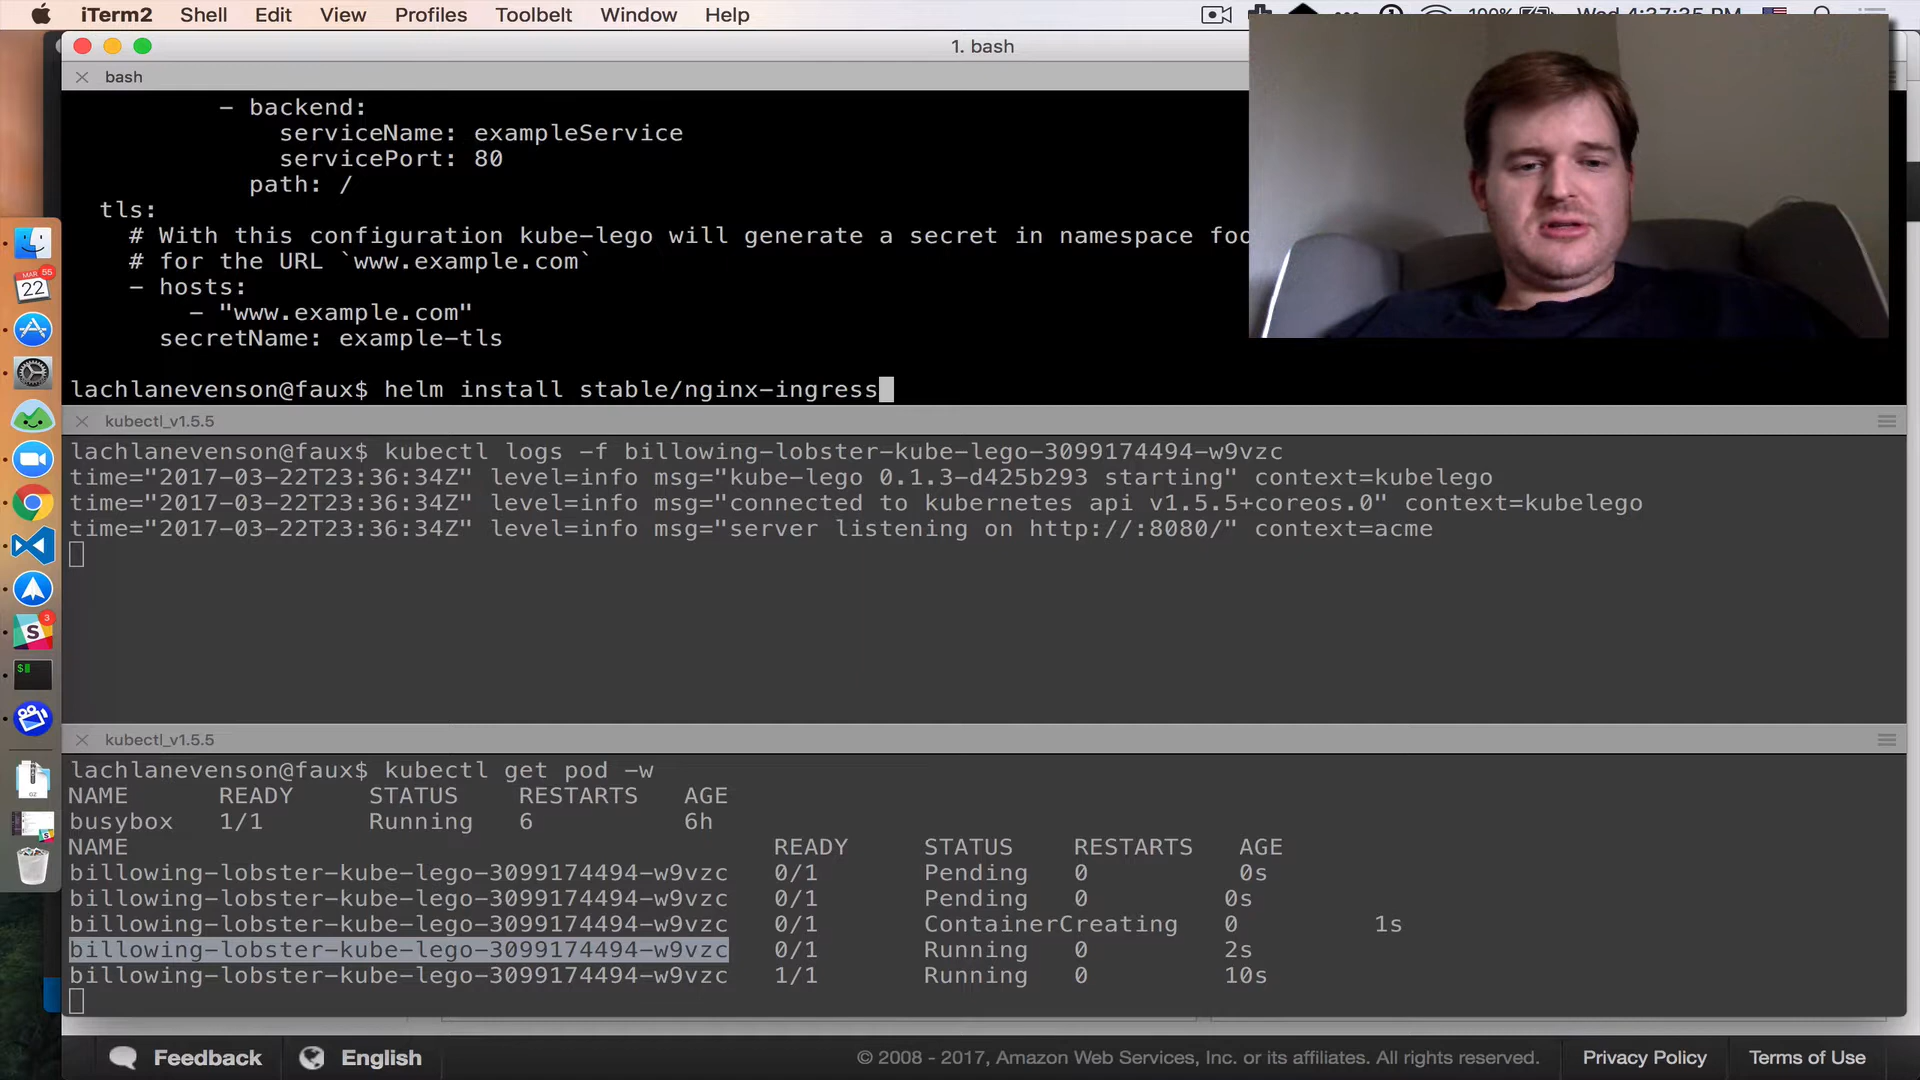 iTerm2 Shell Edit View Profiles Toolbelt Window Help
1. bash
bash
- backend:
serviceName: exampleService
servicePort: 80
path: /
tls:
# With this configuration kube-lego will generate a secret in namespace foo
# for the URL `www.example.com`
- hosts:
- "www.example.com"
secretName: example-tls
lachlanevenson@faux$ helm install stable/nginx-ingress
kubectl_v1.5.5
lachlanevenson@faux$ kubectl logs -f billowing-lobster-kube-lego-3099174494-w9vzc
time="2017-03-22T23:36:34Z" level=info msg="kube-lego 0.1.3-d425b293 starting" context=kubelego
time="2017-03-22T23:36:34Z" level=info msg="connected to kubernetes api v1.5.5+coreos.0" context=kubelego
time="2017-03-22T23:36:34Z" level=info msg="server listening on http://:8080/" context=acme
kubectl_v1.5.5
lachlanevenson@faux$ kubectl get pod -w
NAME READY STATUS RESTARTS AGE
busybox 1/1 Running 6 6h
NAME READY STATUS RESTARTS AGE
billowing-lobster-kube-lego-3099174494-w9vzc 0/1 Pending 0 0s
billowing-lobster-kube-lego-3099174494-w9vzc 0/1 Pending 0 0s
billowing-lobster-kube-lego-3099174494-w9vzc 0/1 ContainerCreating 0 1s
billowing-lobster-kube-lego-3099174494-w9vzc 0/1 Running 0 2s
billowing-lobster-kube-lego-3099174494-w9vzc 1/1 Running 0 10s
MAR 55
22
S 3
$
Feedback English © 2008 - 2017, Amazon Web Services, Inc. or its affiliates. All rights reserved. Privacy Policy Terms of Use